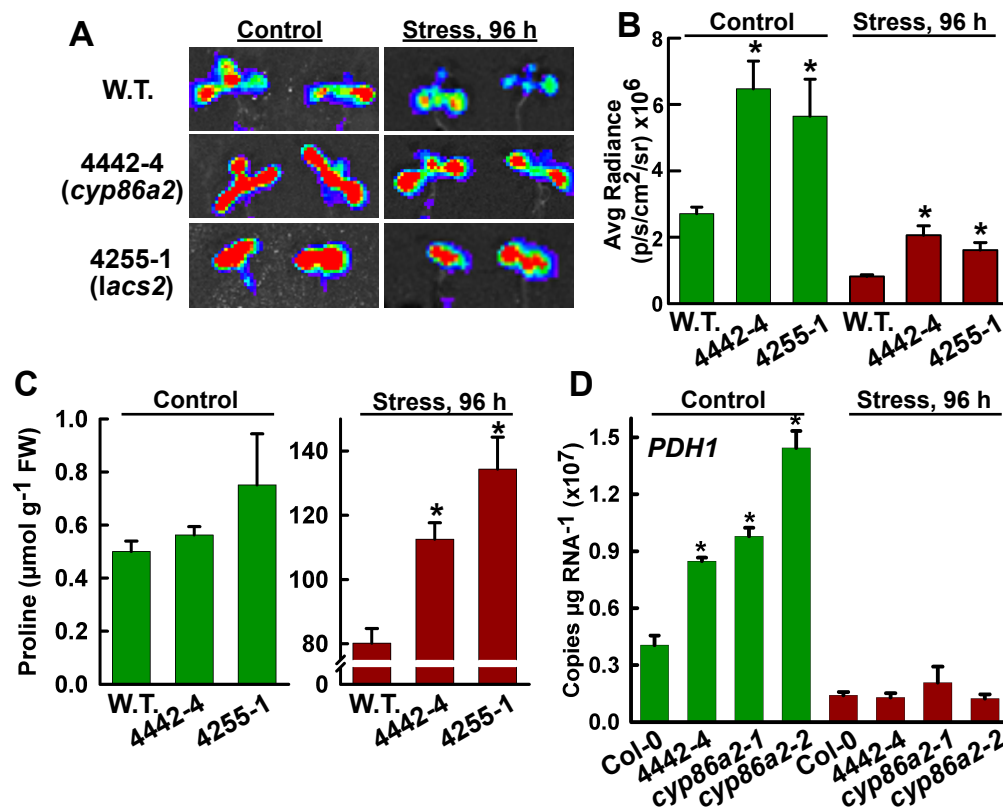 A
Control
Stress, 96 h
W.T.
4442-4
(cyp86a2)
4255-1
(lacs2)
B
Control
Stress, 96 h
Avg Radiance
(p/s/cm²/sr) x10⁶
8
6
4
2
0
*
*
*
*
W.T.
4442-4
4255-1
W.T.
4442-4
4255-1
C
Control
Stress, 96 h
Proline (µmol g⁻¹ FW)
1.0
0.8
0.6
0.4
0.2
0.0
140
120
100
80
0
*
*
W.T.
4442-4
4255-1
W.T.
4442-4
4255-1
D
Control
Stress, 96 h
PDH1
Copies µg RNA⁻¹ (x10⁷)
1.5
1.2
0.9
0.6
0.3
0.0
*
*
*
Col-0
4442-4
cyp86a2-1
cyp86a2-2
Col-0
4442-4
cyp86a2-1
cyp86a2-2